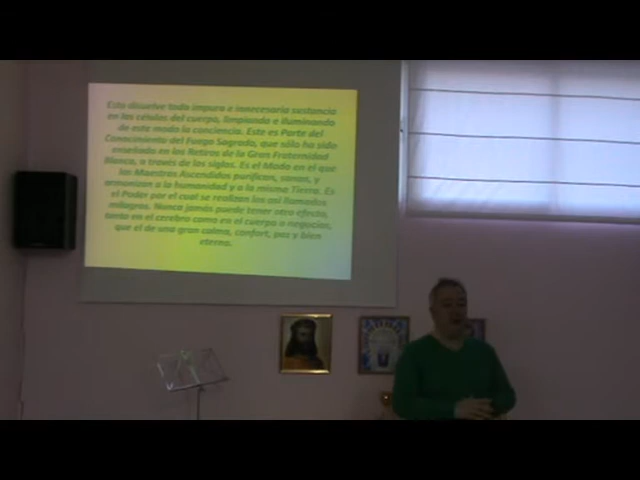 Esto disuelve toda impura e innecesaria sustancia
en las células del cuerpo, limpiando e iluminando
de este modo la conciencia. Este es Parte del
Conocimiento del Fuego Sagrado, que sólo ha sido
enseñado en los Retiros de la Gran Fraternidad
Blanca, a través de los siglos. Es el Modo en el que
los Maestros Ascendidos purifican, sanan, y
armonizan a la humanidad y a la misma Tierra. Es
el Poder por el cual se realizan los así llamados
milagros. Nunca jamás puede tener otro efecto,
tanto en el cerebro como en el cuerpo o negocios,
que el de una gran calma, confort, paz y bien
eterno.